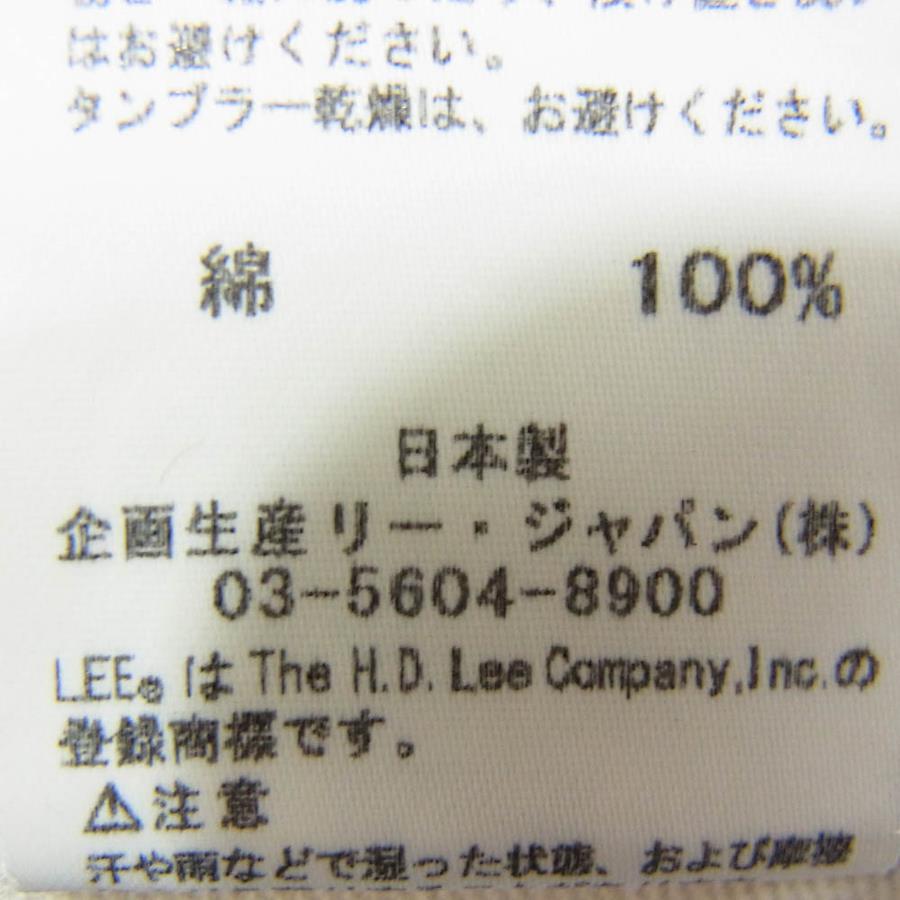 はお避けください。
タンブラー乾燥は、お避けください。
綿 100%
日本製
企画生産リー・ジャパン(株)
03-5604-8900
LEE®はThe H.D. Lee Company,Inc.の
登録商標です。
⚠注意
汗や雨などで湿った状態、および摩擦